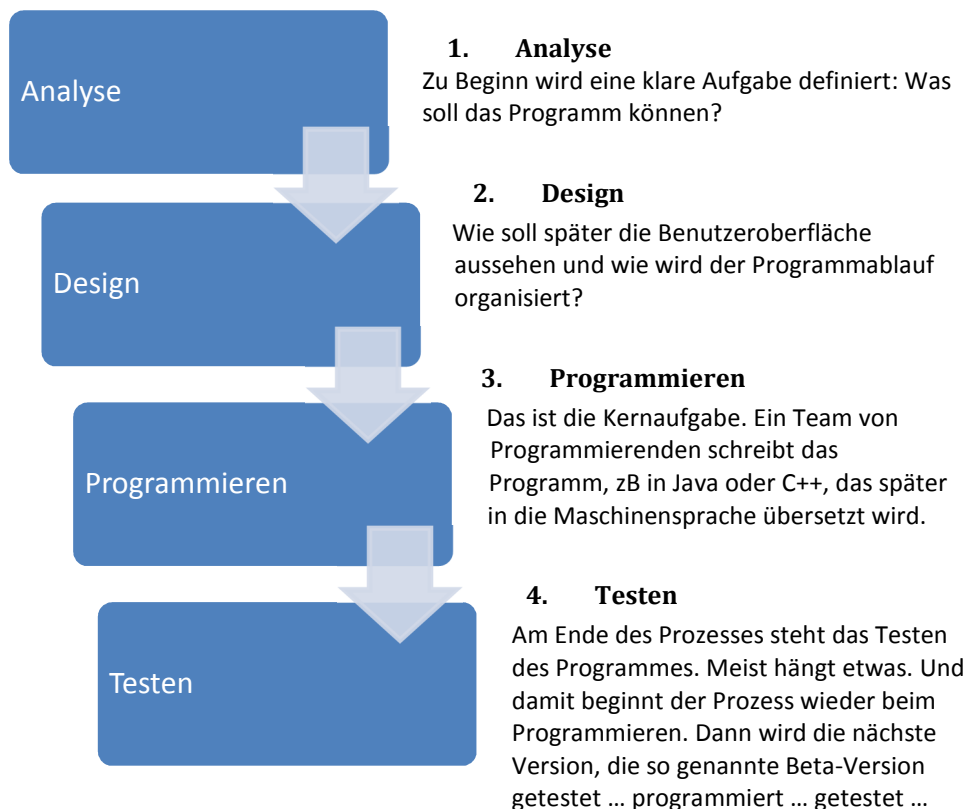 Analyse
1. Analyse
Zu Beginn wird eine klare Aufgabe definiert: Was
soll das Programm können?
Design
2. Design
Wie soll später die Benutzeroberfläche
aussehen und wie wird der Programmablauf
organisiert?
Programmieren
3. Programmieren
Das ist die Kernaufgabe. Ein Team von
Programmierenden schreibt das
Programm, zB in Java oder C++, das später
in die Maschinensprache übersetzt wird.
Testen
4. Testen
Am Ende des Prozesses steht das Testen
des Programmes. Meist hängt etwas. Und
damit beginnt der Prozess wieder beim
Programmieren. Dann wird die nächste
Version, die so genannte Beta-Version
getestet … programmiert … getestet …